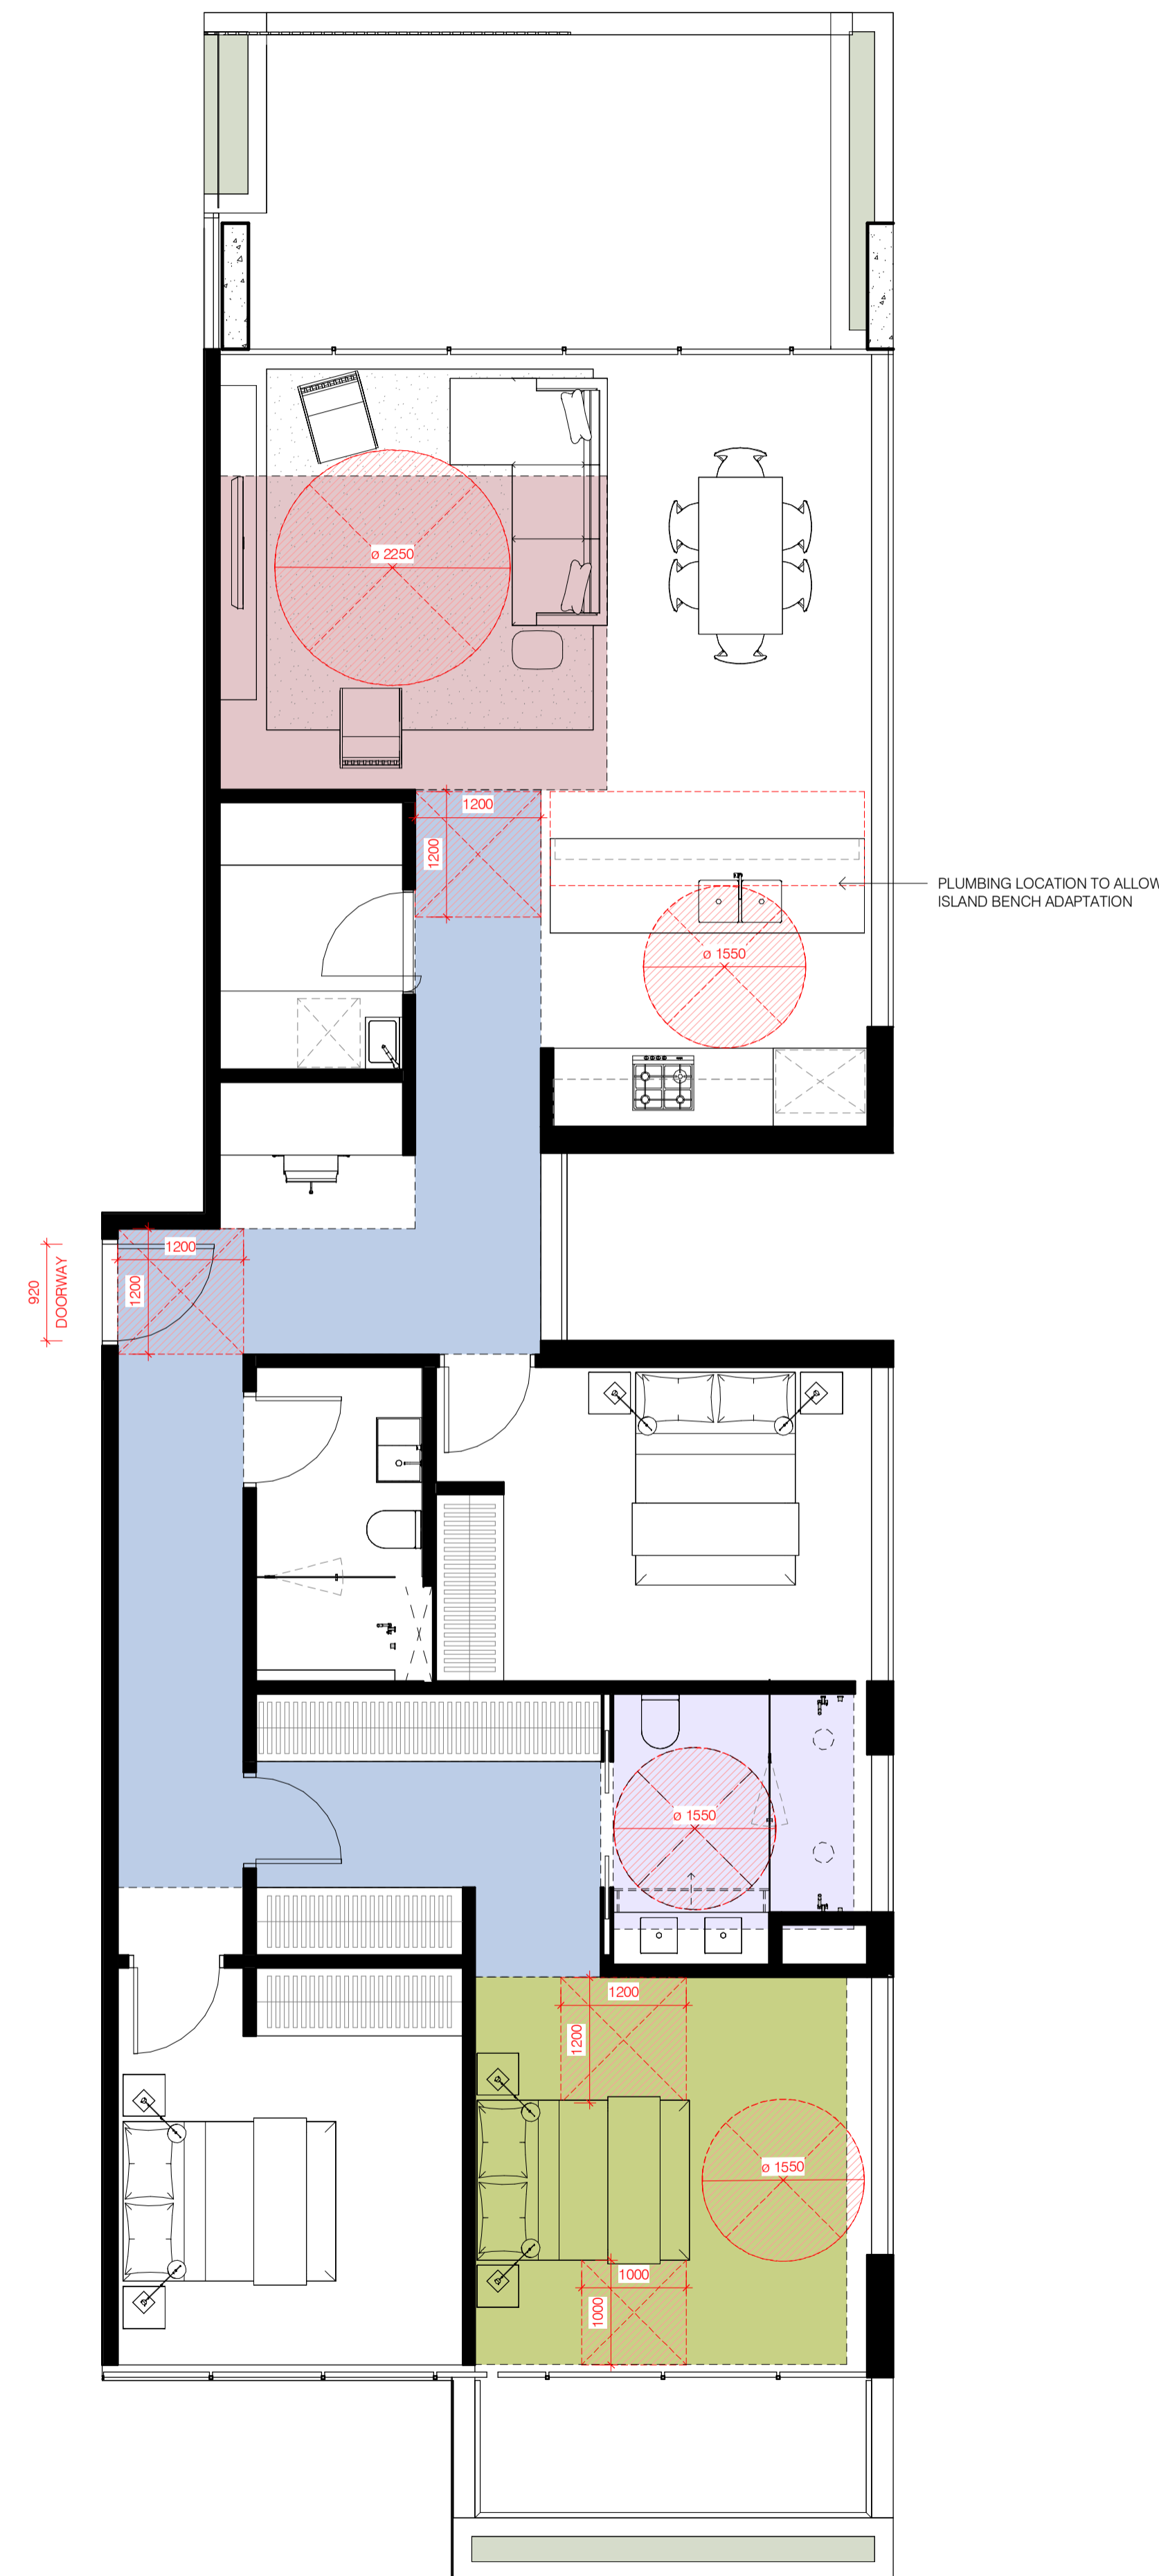 ø 2250
1200
1200
PLUMBING LOCATION TO ALLOW
ISLAND BENCH ADAPTATION
ø 1550
1200
1200
920
DOORWAY
ø 1550
1200
1200
ø 1550
1000
1000